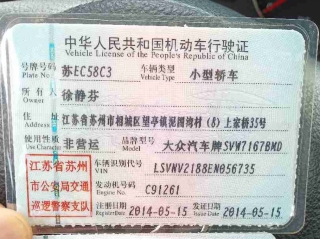 中华人民共和国机动车行驶证
Vehicle License of the People's Republic of China
号牌号码 苏EC58C3 车辆类型 小型轿车
Plate No. Vehicle Type
所有人 徐静芬
Owner
住址 江苏省苏州市相城区望亭镇泥图湾村(8)上家桥35号
Address
使用性质 非营运 品牌型号 大众汽车牌SVW7167BMD
Use Character Model
江苏省苏州
市公安局交通
巡逻警察支队
车辆识别代号 LSVNV2188EN056735
VIN
发动机号码 C91261
Engine No.
注册日期 2014-05-15 发证日期 2014-05-15
Register Date Issue Date